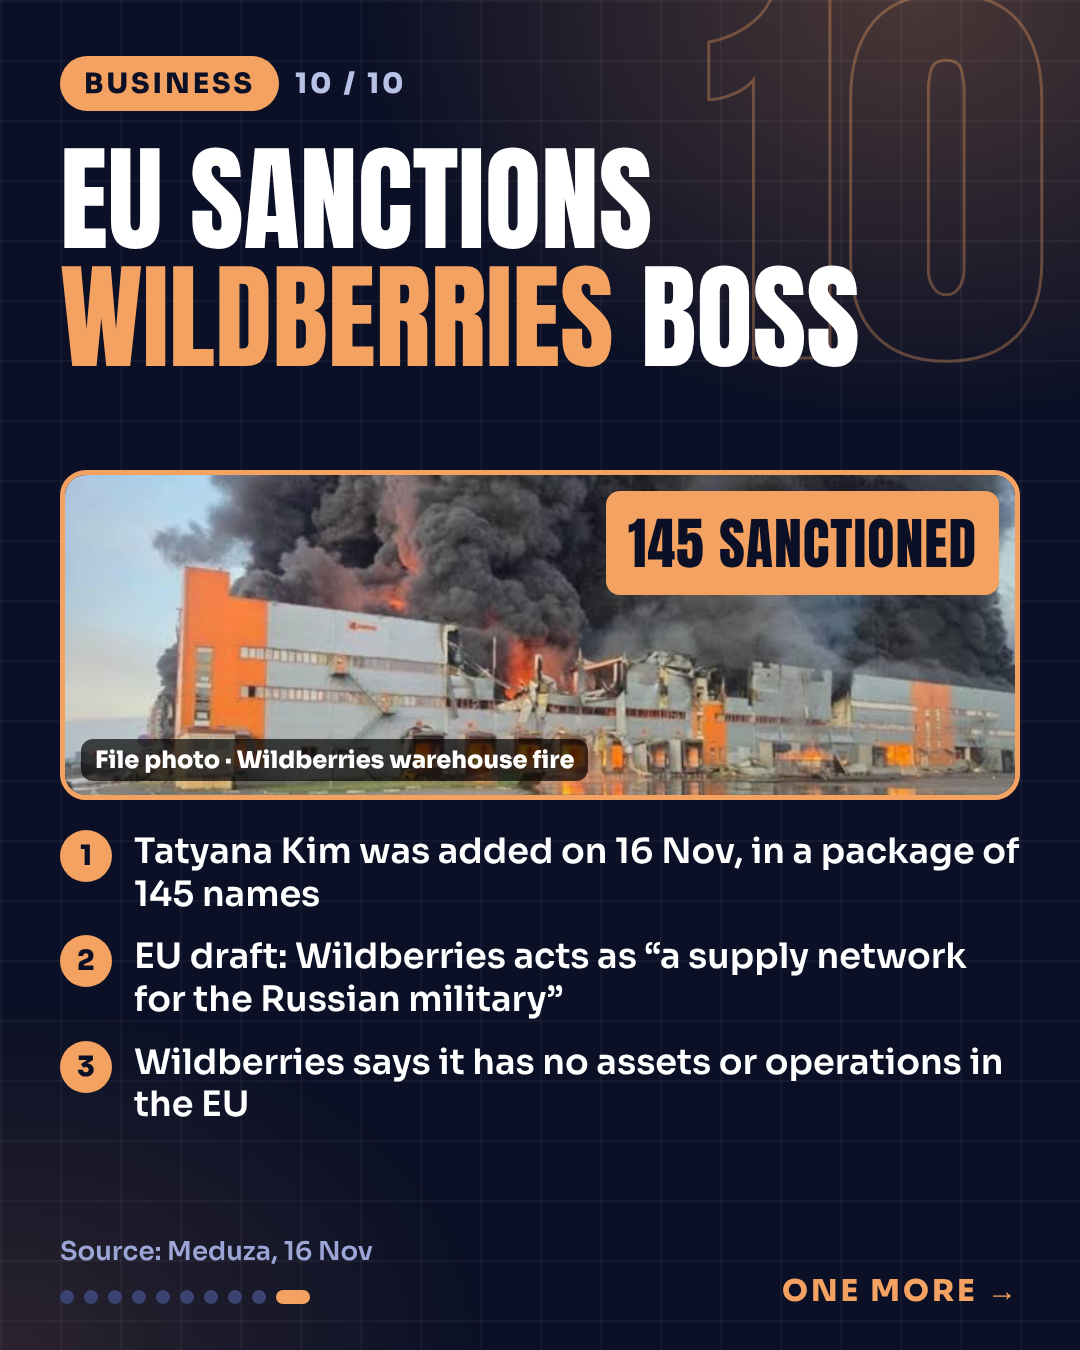 BUSINESS 10 / 10
10
EU SANCTIONS
WILDBERRIES BOSS
145 SANCTIONED
File photo · Wildberries warehouse fire
1 Tatyana Kim was added on 16 Nov, in a package of
145 names
2 EU draft: Wildberries acts as “a supply network
for the Russian military”
3 Wildberries says it has no assets or operations in
the EU
Source: Meduza, 16 Nov
ONE MORE →